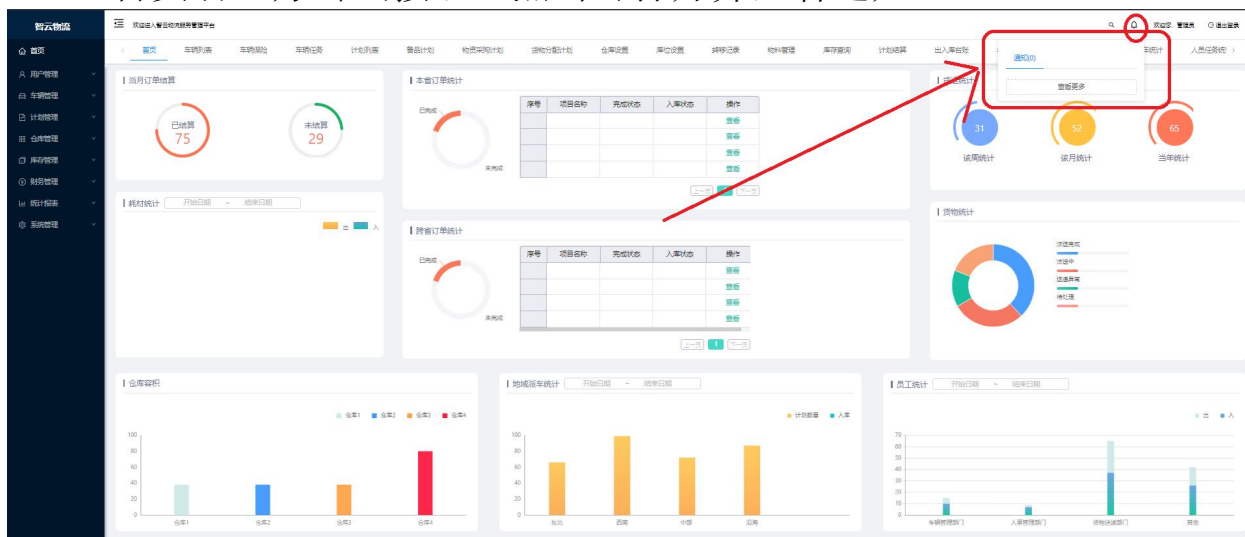 智云物流
欢迎进入智云物流服务管理平台
欢迎您，管理员 退出登录
首页
用户管理
车辆管理
计划管理
仓库管理
库存管理
财务管理
统计报表
系统管理
首页 车辆列表 车辆保险 车辆任务 计划列表 备品计划 物资采购计划 货物分配计划 仓库设置 库位设置 转移记录 物料管理 库存查询 计划结算 出入库台账 人员任务统
通知(0)
查看更多
当月订单结算
已结算
75
未结算
29
本省订单统计
已完成
未完成
序号 项目名称 完成状态 入库状态 操作
查看
查看
查看
查看
上一页 1 下一页
31
52
65
该周统计 该月统计 当年统计
耗材统计 开始日期 ~ 结束日期
出 入
跨省订单统计
已完成
未完成
序号 项目名称 完成状态 入库状态 操作
查看
查看
查看
查看
上一页 1 下一页
货物统计
派送完成
派送中
派送异常
待处理
仓库容积
仓库1 仓库2 仓库3 仓库4
100
80
60
40
20
0
仓库1 仓库2 仓库3 仓库4
地域派车统计 开始日期 ~ 结束日期
计划数量 入库
100
80
60
40
20
0
东北 西南 中部 沿海
员工统计 开始日期 ~ 结束日期
出 入
70
60
50
40
30
20
10
0
车辆管理部门 人事管理部门 货物运送部门 其他